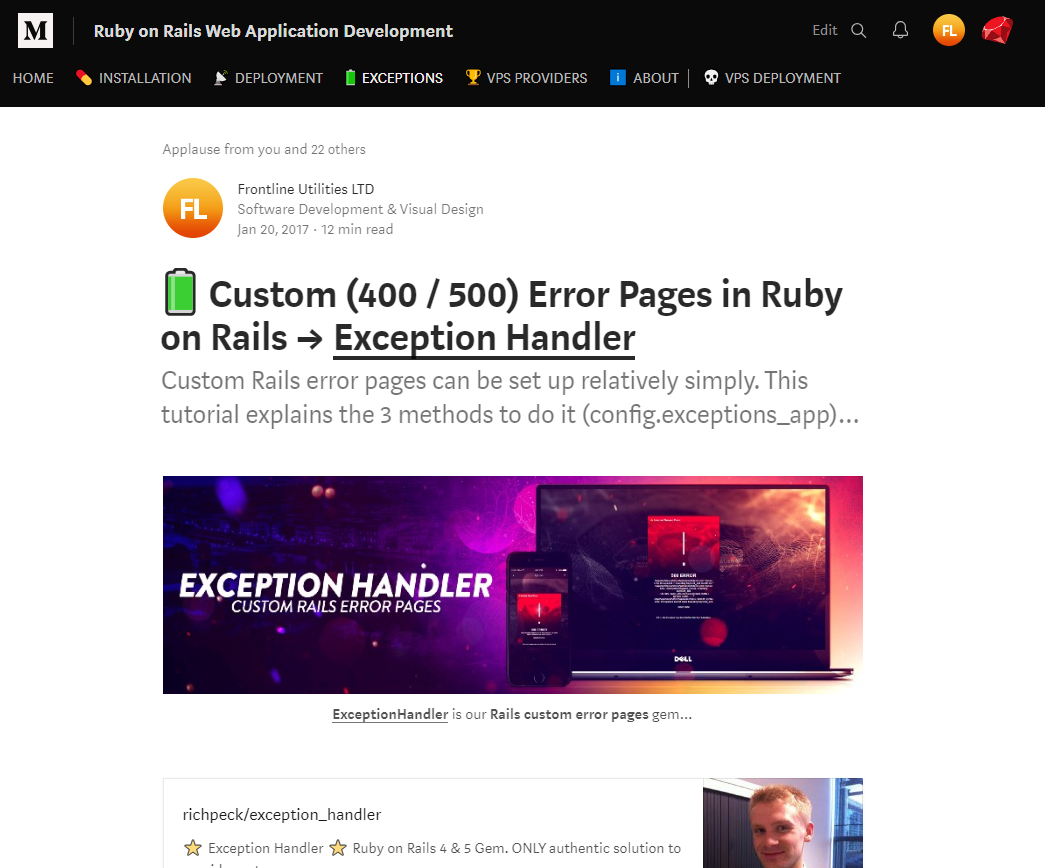 M
Ruby on Rails Web Application Development
Edit
FL
HOME INSTALLATION DEPLOYMENT EXCEPTIONS VPS PROVIDERS ABOUT VPS DEPLOYMENT
Applause from you and 22 others
FL
Frontline Utilities LTD
Software Development & Visual Design
Jan 20, 2017 · 12 min read
Custom (400 / 500) Error Pages in Ruby
on Rails → Exception Handler
Custom Rails error pages can be set up relatively simply. This
tutorial explains the 3 methods to do it (config.exceptions_app)…
EXCEPTION HANDLER
CUSTOM RAILS ERROR PAGES
DELL
ExceptionHandler is our Rails custom error pages gem…
richpeck/exception_handler
⭐ Exception Handler ⭐ Ruby on Rails 4 & 5 Gem. ONLY authentic solution to